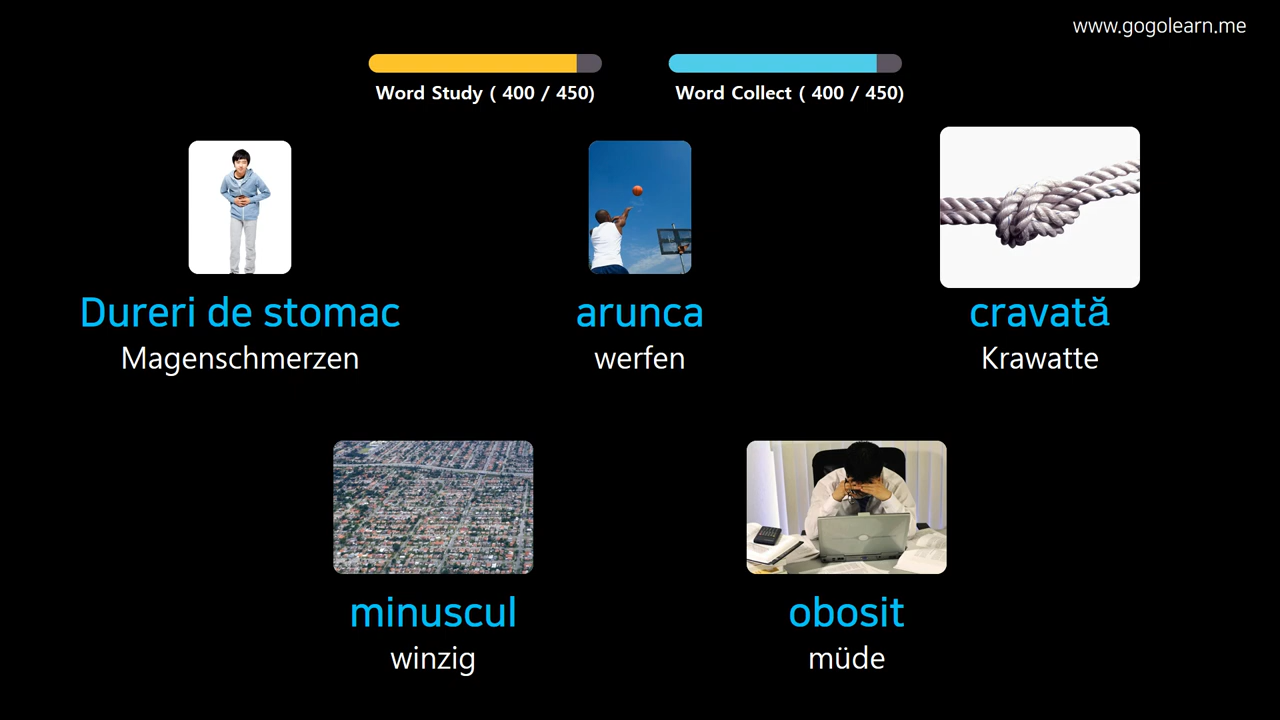 www.gogolearn.me
Word Study ( 400 / 450)
Word Collect ( 400 / 450)
Dureri de stomac
Magenschmerzen
arunca
werfen
cravată
Krawatte
minuscul
winzig
obosit
müde